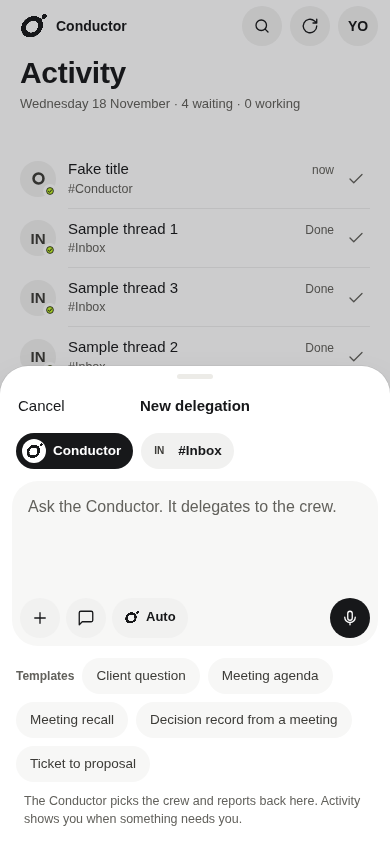 Conductor
YO
Activity
Wednesday 18 November · 4 waiting · 0 working
O
Fake title
now
#Conductor
IN
Sample thread 1
Done
#Inbox
IN
Sample thread 3
Done
#Inbox
IN
Sample thread 2
Done
#Inbox
Cancel
New delegation
Conductor
IN
#Inbox
Ask the Conductor. It delegates to the crew.
Auto
Templates
Client question
Meeting agenda
Meeting recall
Decision record from a meeting
Ticket to proposal
The Conductor picks the crew and reports back here. Activity
shows you when something needs you.